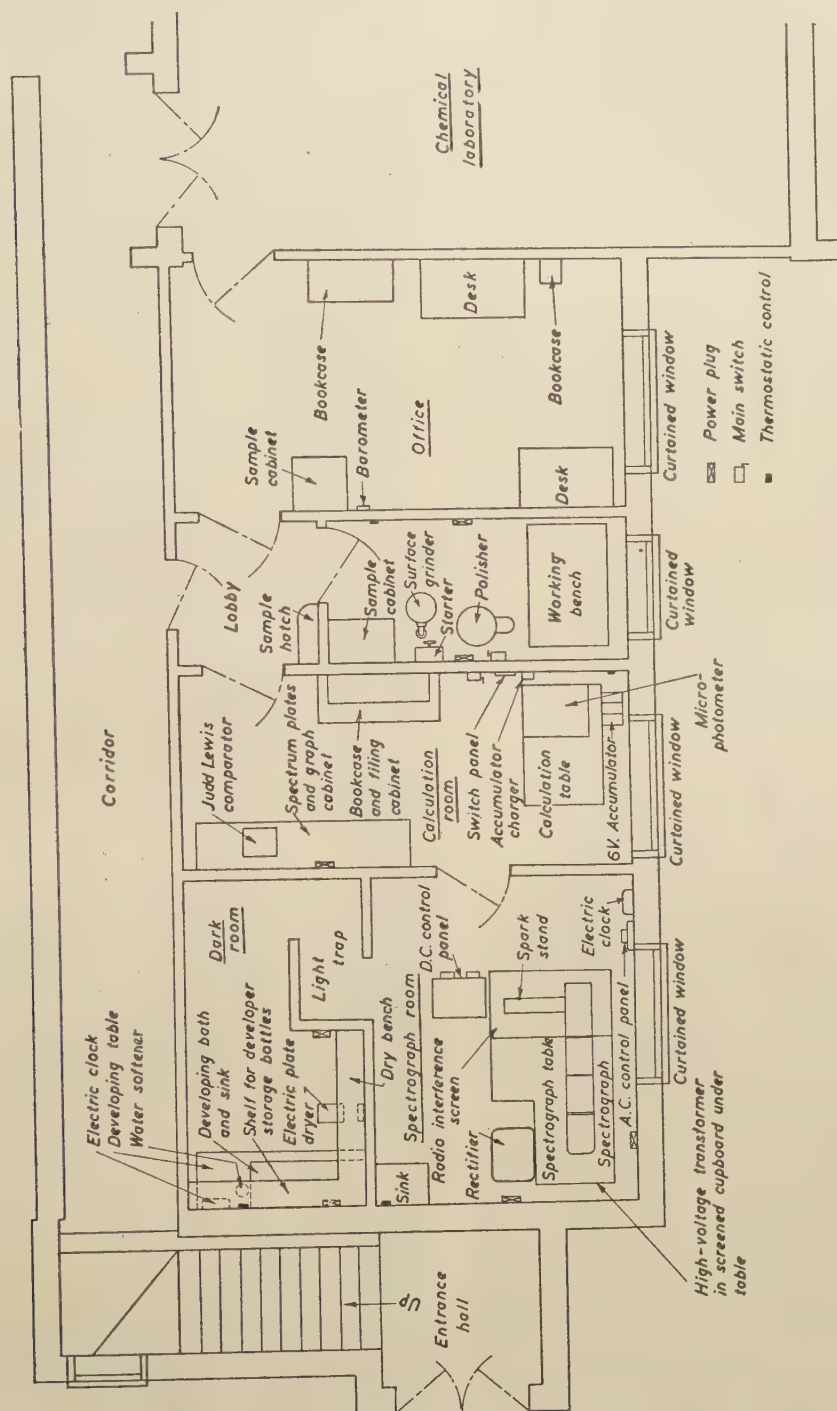 Corridor
Chemical
laboratory
Lobby
Sample
hatch
Sample
cabinet
Barometer
Bookcase
Desk
Office
Bookcase
Desk
Sample cabinet
Surface
grinder
Starter
Polisher
Working
bench
Judd Lewis
comparator
Spectrum plates
and graph
cabinet
Bookcase
and filing
cabinet
Calculation
room
Switch panel
Accumulator
charger
Calculation
table
6V. Accumulator
Micro-
photometer
Dark
room
Light
trap
Electric clock
Developing table
Water softener
Developing bath
and sink
Shelf for developer
storage bottles
Electric plate
dryer
Dry bench
Spectrograph room
Sink
D.C. control
panel
Radio interference
screen
Rectifier
Spark
stand
Spectrograph table
Spectrograph
Electric
clock
A.C. control panel
High-voltage transformer
in screened cupboard under
table
Up
Entrance
hall
Curtained window
Curtained window
Curtained
window
Curtained window
Power plug
Main switch
Thermostatic control